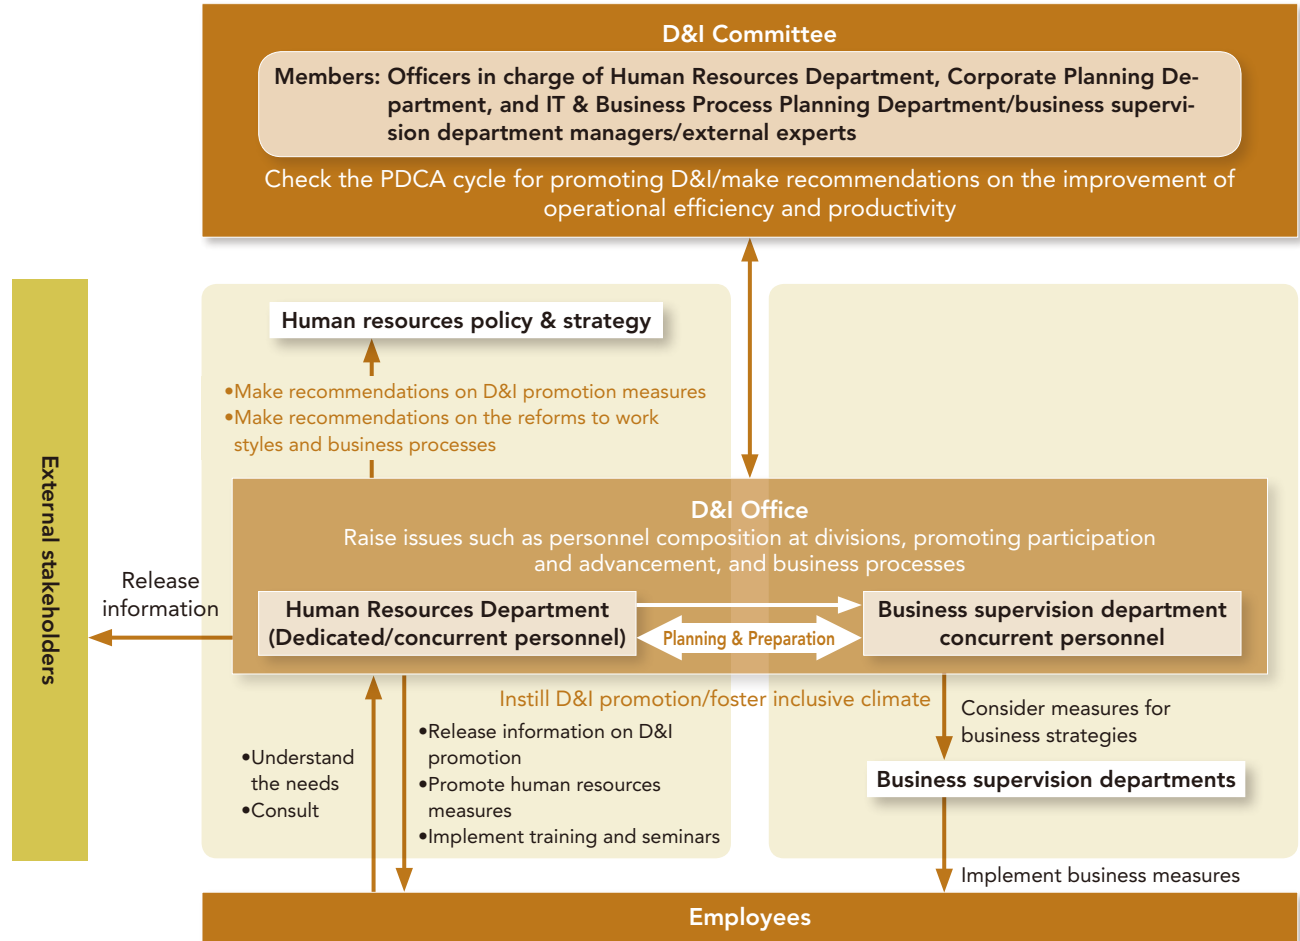 D&I Committee
Members: Officers in charge of Human Resources Department, Corporate Planning De-
partment, and IT & Business Process Planning Department/business supervi-
sion department managers/external experts
Check the PDCA cycle for promoting D&I/make recommendations on the improvement of
operational efficiency and productivity
Human resources policy & strategy
•Make recommendations on D&I promotion measures
•Make recommendations on the reforms to work
styles and business processes
External stakeholders
Release
information
D&I Office
Raise issues such as personnel composition at divisions, promoting participation
and advancement, and business processes
Human Resources Department
(Dedicated/concurrent personnel)
Planning & Preparation
Business supervision department
concurrent personnel
Instill D&I promotion/foster inclusive climate
•Understand
the needs
•Consult
•Release information on D&I
promotion
•Promote human resources
measures
•Implement training and seminars
Consider measures for
business strategies
Business supervision departments
Implement business measures
Employees